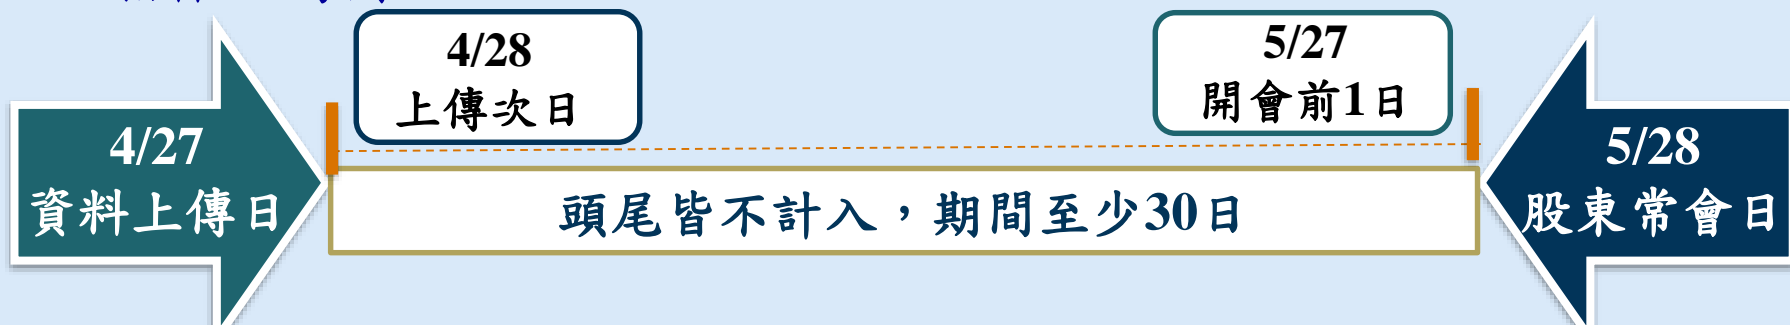 4/27
資料上傳日
4/28
上傳次日
頭尾皆不計入，期間至少30日
5/27
開會前1日
5/28
股東常會日